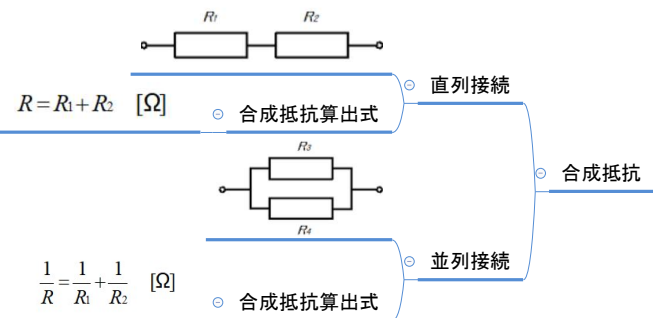 R1 R2
直列接続
R=R1+R2 [Ω]
合成抵抗算出式
R3
合成抵抗
R4
並列接続
1/R=1/R1+1/R2 [Ω]
合成抵抗算出式